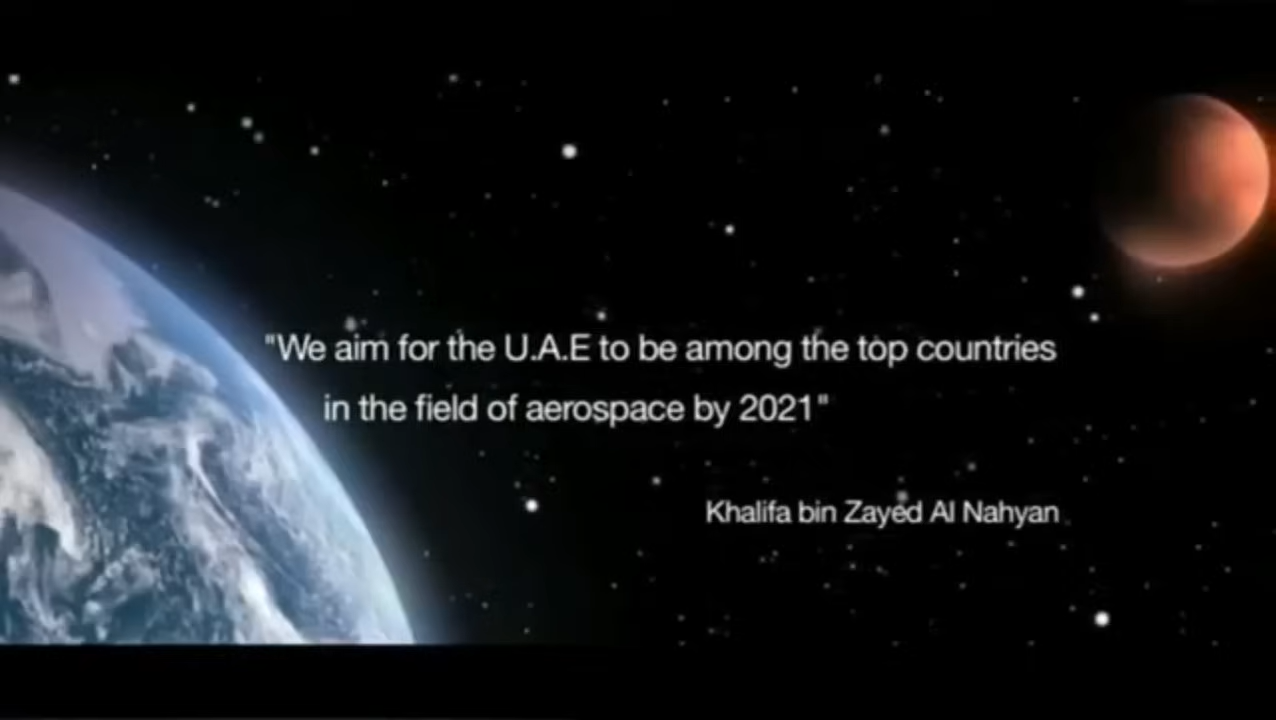 "We aim for the U.A.E to be among the top countries
in the field of aerospace by 2021"
Khalifa bin Zayed Al Nahyan